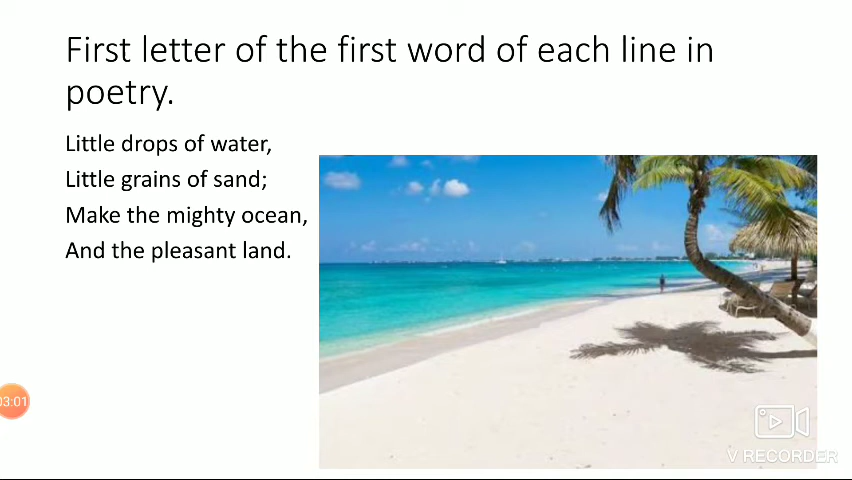 First letter of the first word of each line in
poetry.
Little drops of water,
Little grains of sand;
Make the mighty ocean,
And the pleasant land.
03:01
V RECORDER